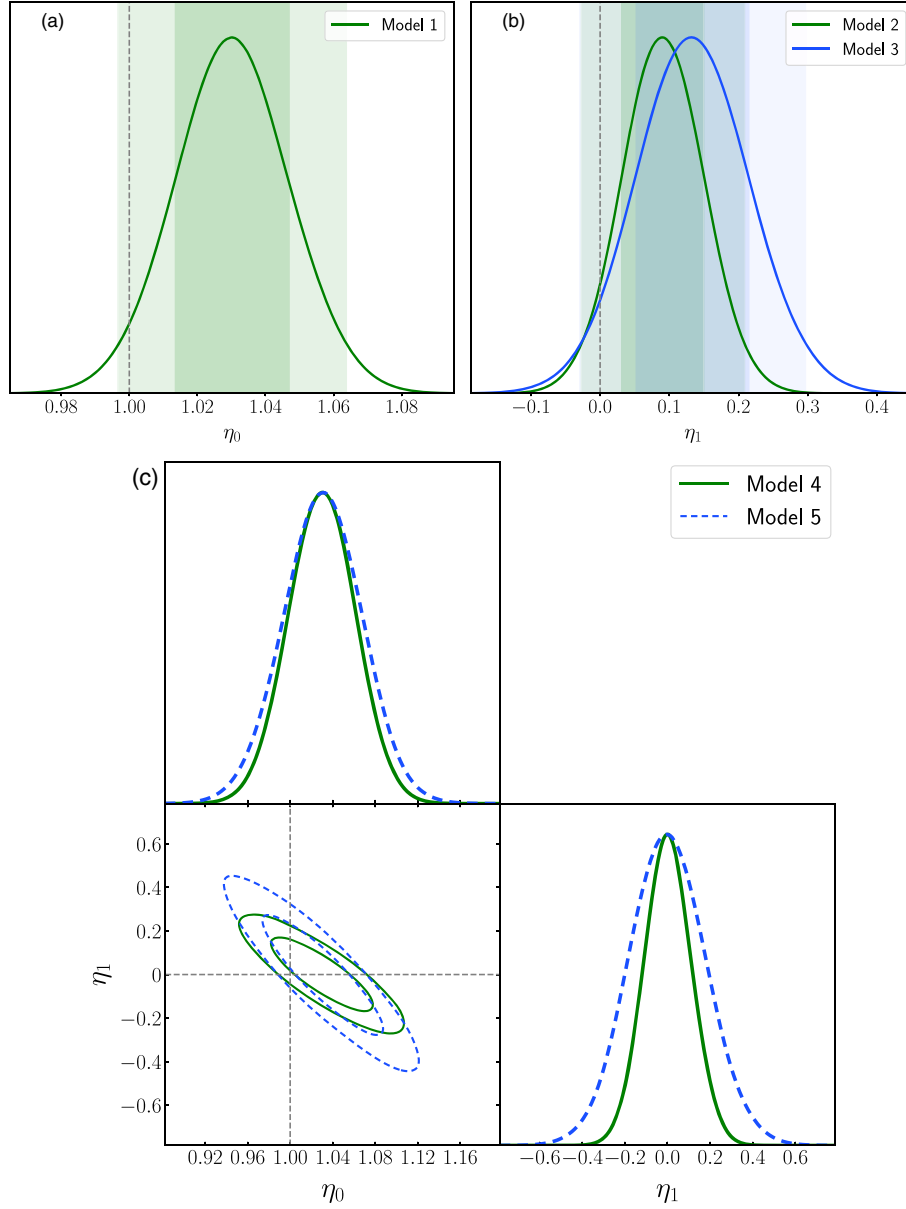 (a)
Model 1
0.98 1.00 1.02 1.04 1.06 1.08
η0
(b)
Model 2
Model 3
−0.1 0.0 0.1 0.2 0.3 0.4
η1
(c)
Model 4
Model 5
0.6
0.4
0.2
0
−0.2
−0.4
−0.6
η1
0.92 0.96 1.00 1.04 1.08 1.12 1.16
η0
−0.6 −0.4 −0.2 0.0 0.2 0.4 0.6
η1